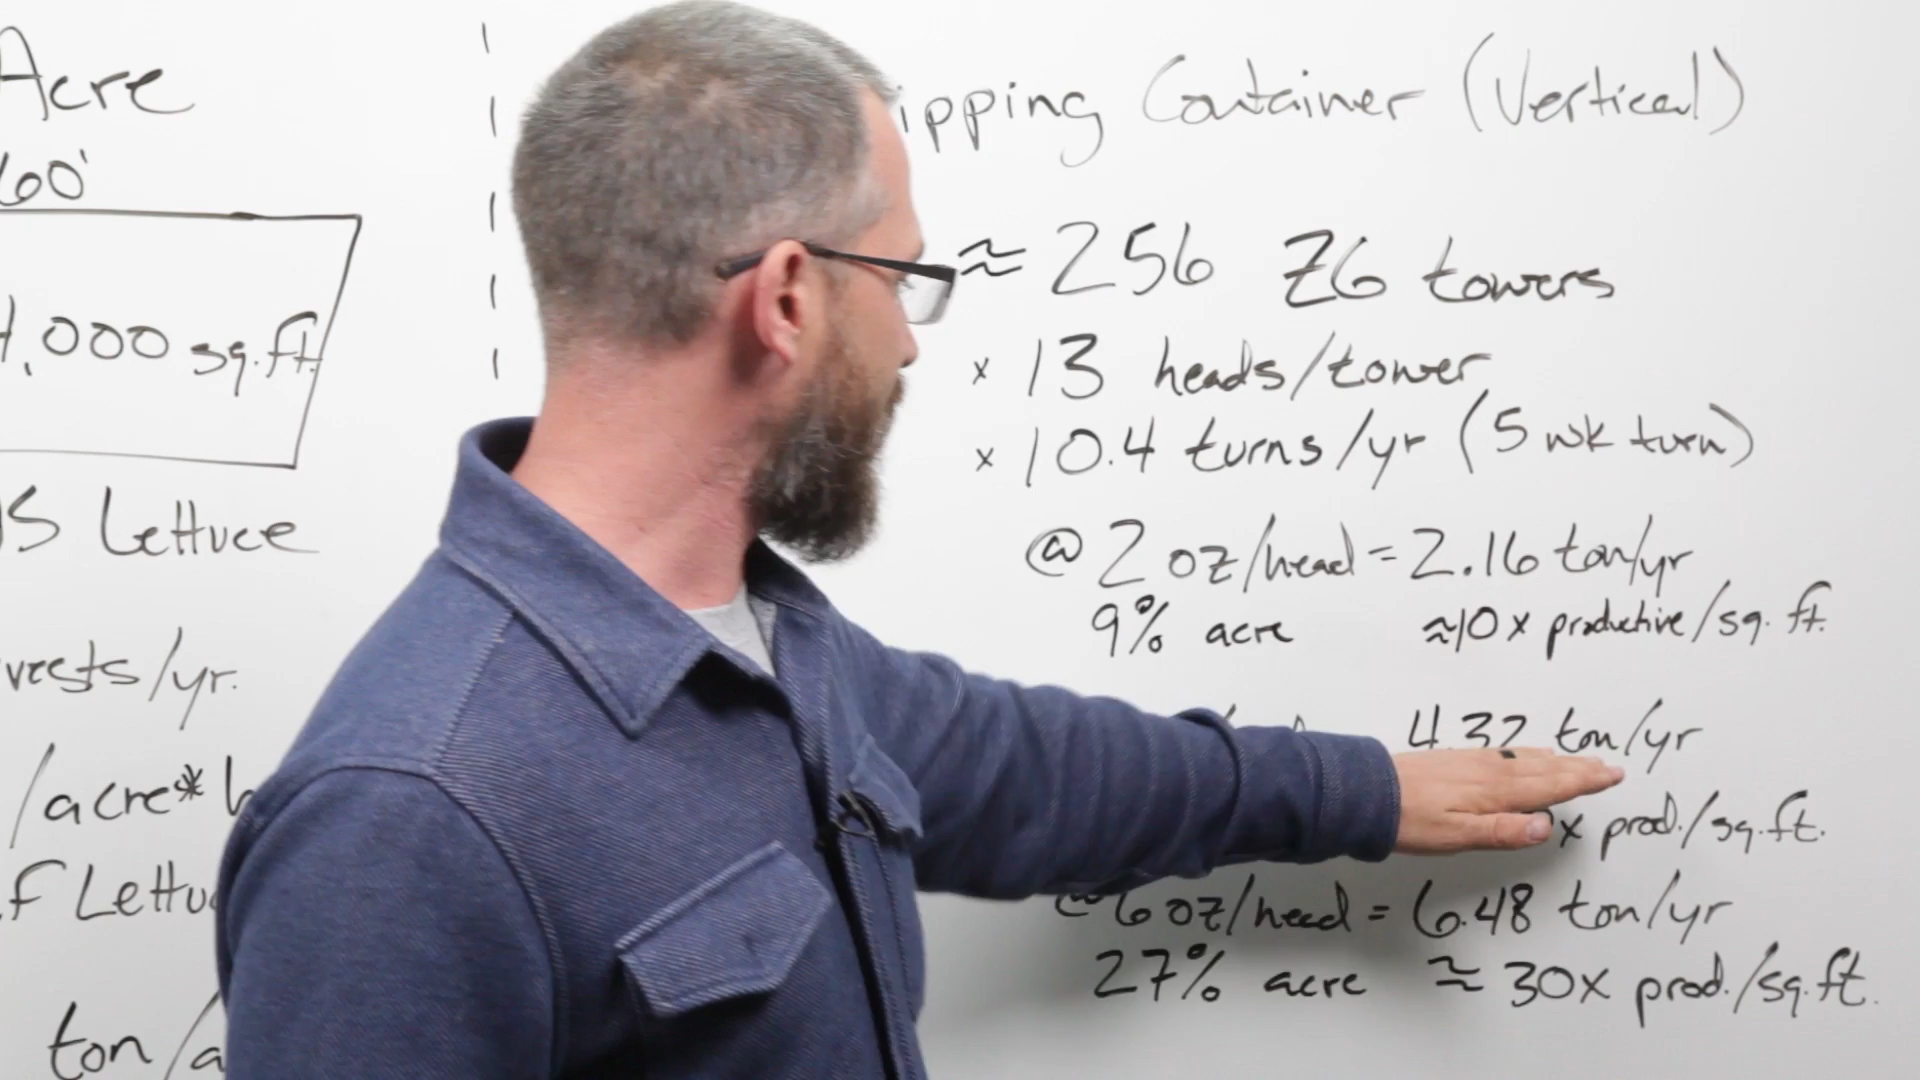 Acre
60'
,000 sq.ft.
Lettuce
/yr.
/acre*
Lettuc
ton/a
ipping Container (Vertical)
≈ 256 Z6 towers
x 13 heads/tower
x 10.4 turns/yr (5 wk turn)
@ 2 oz/head = 2.16 ton/yr
9% acre ≈10x productive/sq. ft.
4.32 ton/yr
x prod./sq.ft.
@ 6 oz/head = 6.48 ton/yr
27% acre ≈ 30x prod./sq.ft.